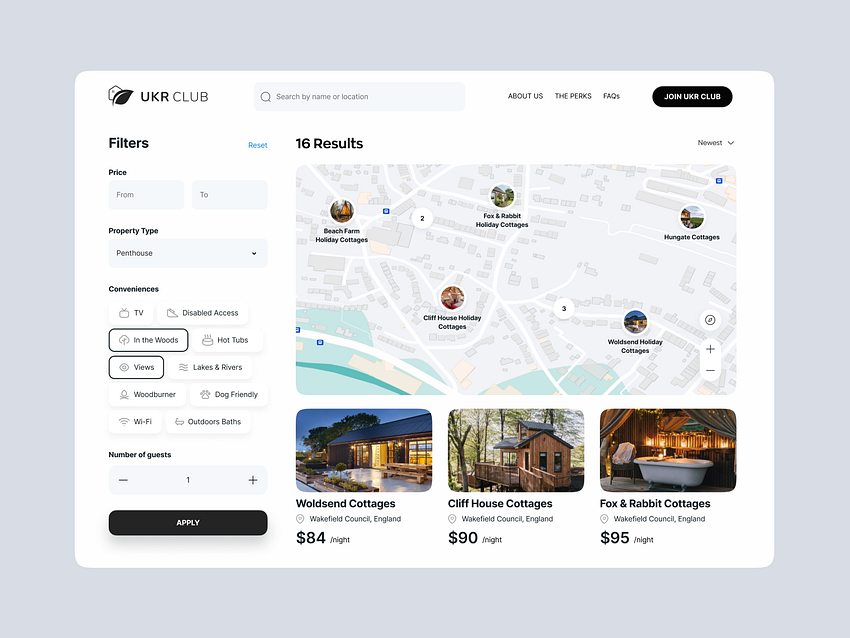 UKR CLUB
Search by name or location
ABOUT US
THE PERKS
FAQs
JOIN UKR CLUB
Filters
Reset
Price
From
To
Property Type
Penthouse
Conveniences
TV
Disabled Access
In the Woods
Hot Tubs
Views
Lakes & Rivers
Woodburner
Dog Friendly
Wi-Fi
Outdoors Baths
Number of guests
— 1 +
APPLY
16 Results
Newest
Beach Farm
Holiday Cottages
2
Fox & Rabbit
Holiday Cottages
Hungate Cottages
Cliff House Holiday
Cottages
3
Woldsend Holiday
Cottages
+
—
Woldsend Cottages
Wakefield Council, England
$84 /night
Cliff House Cottages
Wakefield Council, England
$90 /night
Fox & Rabbit Cottages
Wakefield Council, England
$95 /night